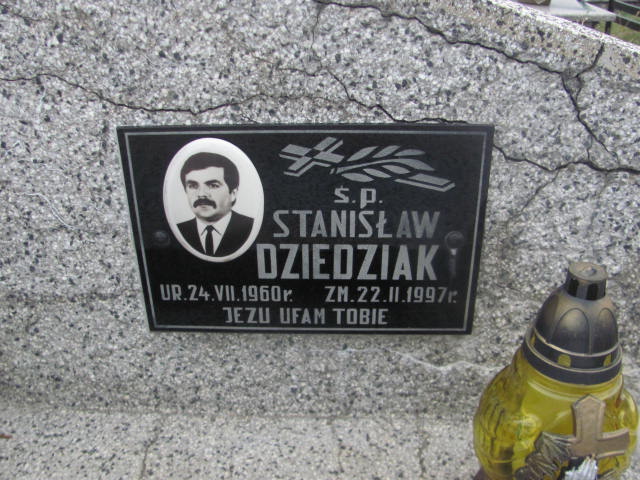 ś.p.
STANISŁAW
DZIEDZIAK
UR. 24.VII.1960r. ZM. 22.II.1997r.
JEZU UFAM TOBIE